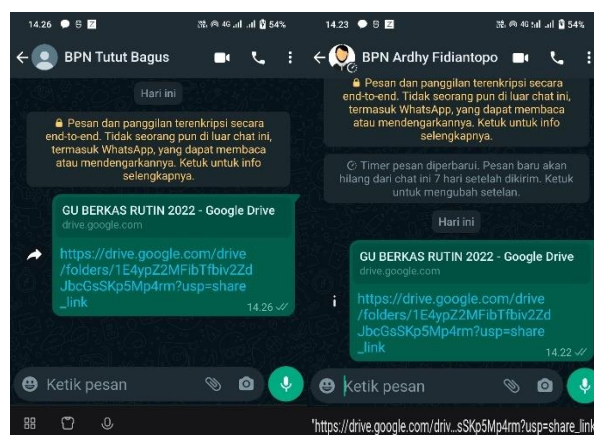 14.26
54%
BPN Tutut Bagus
Hari ini
Pesan dan panggilan terenkripsi secara
end-to-end. Tidak seorang pun di luar chat ini,
termasuk WhatsApp, yang dapat membaca
atau mendengarkannya. Ketuk untuk info
selengkapnya.
GU BERKAS RUTIN 2022 - Google Drive
drive.google.com
https://drive.google.com/drive
/folders/1E4ypZ2MFibTfbiv2Zd
JbcGsSKp5Mp4rm?usp=share
_link
14.26
Ketik pesan
14.23
54%
BPN Ardhy Fidiantopo
Pesan dan panggilan terenkripsi secara
end-to-end. Tidak seorang pun di luar chat ini,
termasuk WhatsApp, yang dapat membaca
atau mendengarkannya. Ketuk untuk info
selengkapnya.
Timer pesan diperbarui. Pesan baru akan
hilang dari chat ini 7 hari setelah dikirim. Ketuk
untuk mengubah setelan.
Hari ini
GU BERKAS RUTIN 2022 - Google Drive
drive.google.com
https://drive.google.com/drive
/folders/1E4ypZ2MFibTfbiv2Zd
JbcGsSKp5Mp4rm?usp=share
_link
14.22
Ketik pesan
"https://drive.google.com/driv...sSKp5Mp4rm?usp=share_link